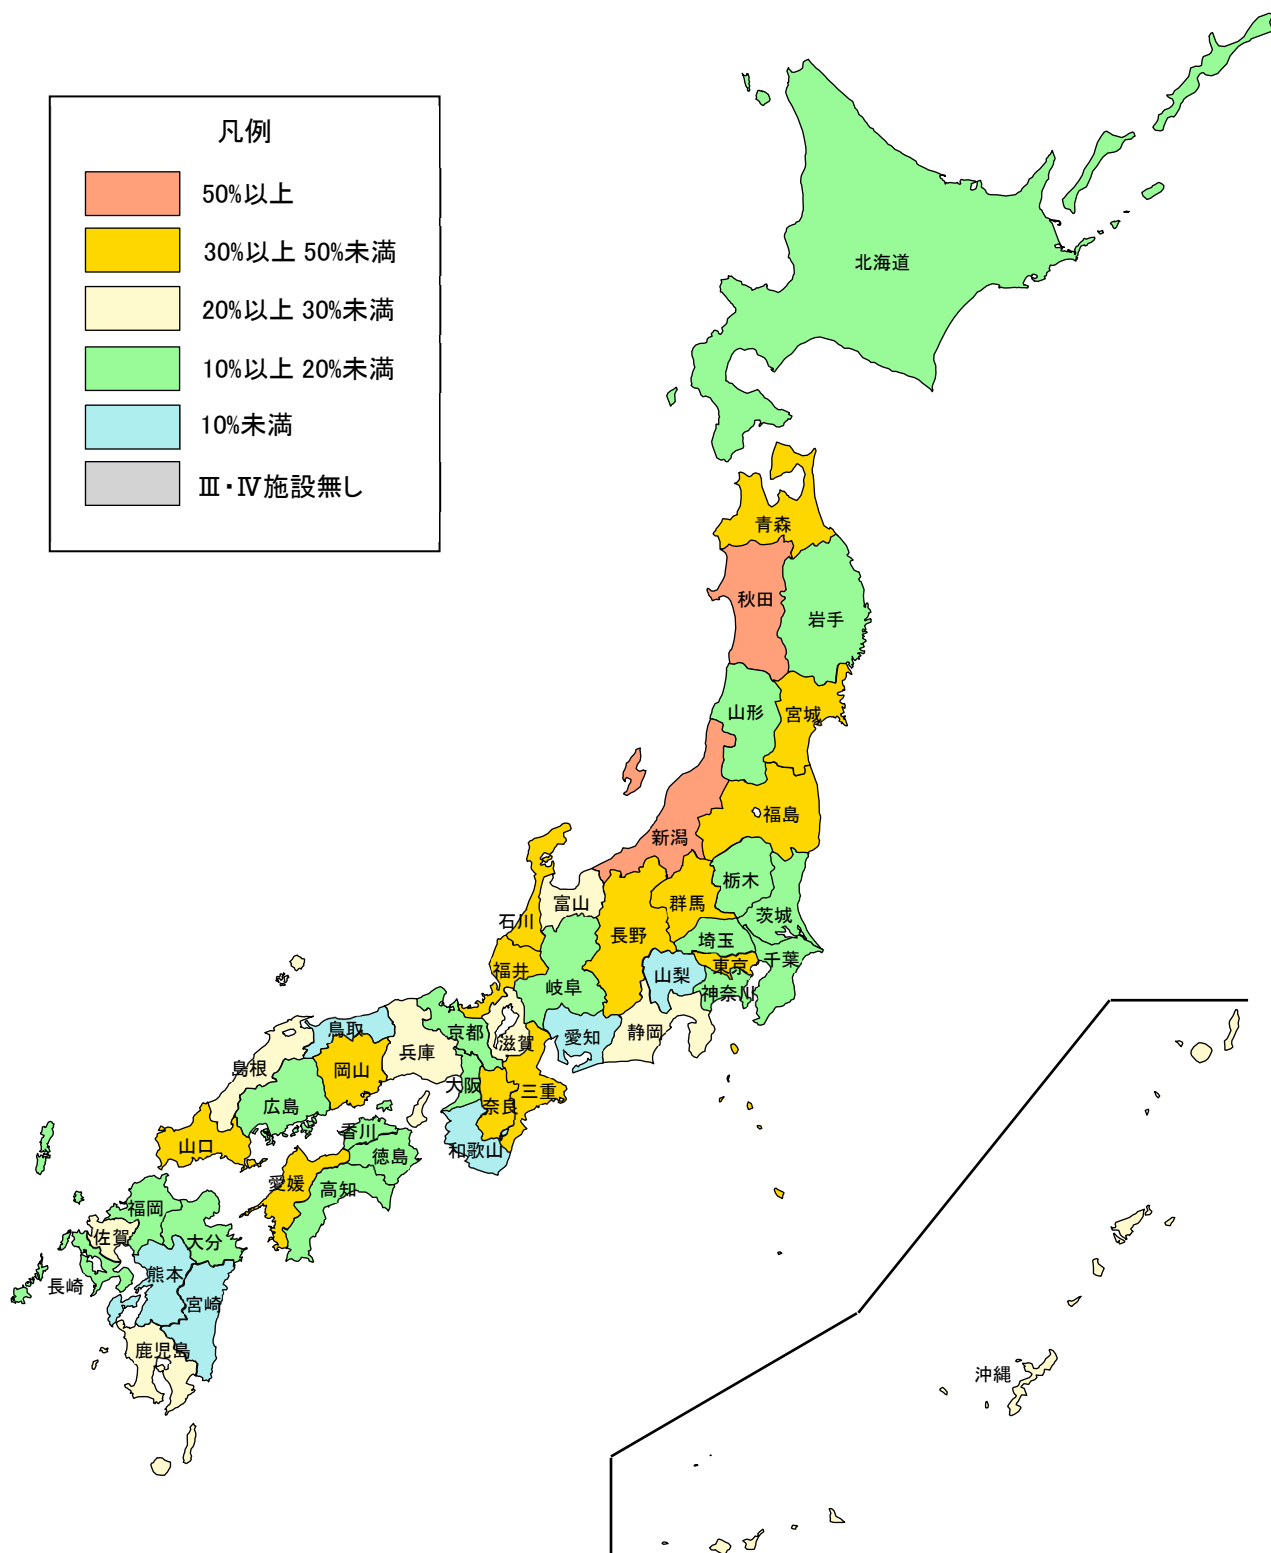 凡例
50%以上
30%以上 50%未満
20%以上 30%未満
10%以上 20%未満
10%未満
Ⅲ・Ⅳ施設無し
北海道
青森
秋田
岩手
山形
宮城
福島
新潟
栃木
群馬
茨城
富山
石川
長野
埼玉
千葉
東京
山梨
神奈川
福井
岐阜
静岡
愛知
滋賀
京都
兵庫
鳥取
島根
岡山
広島
大阪
奈良
三重
和歌山
山口
香川
徳島
愛媛
高知
福岡
佐賀
大分
長崎
熊本
宮崎
鹿児島
沖縄